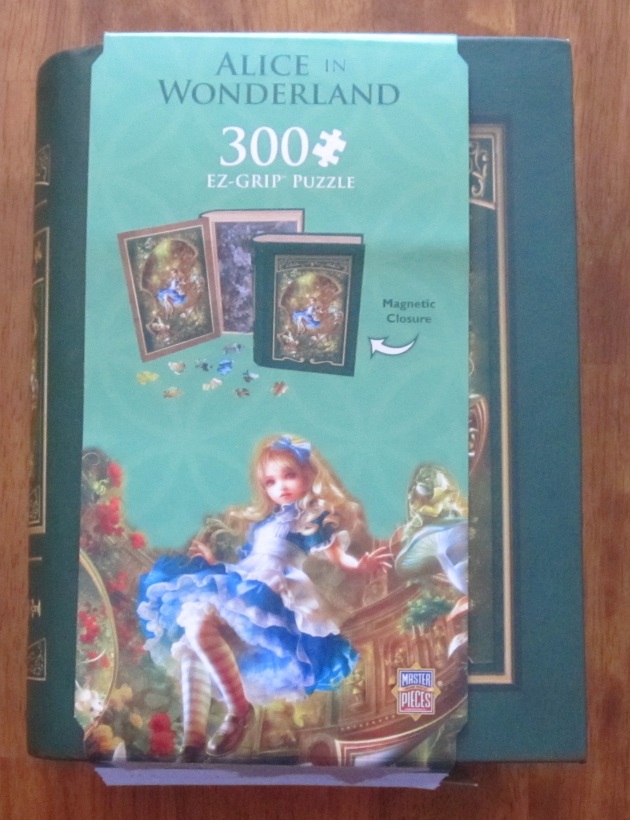 ALICE IN
WONDERLAND
300
EZ-GRIP™ PUZZLE
Magnetic
Closure
MASTER
PIECES